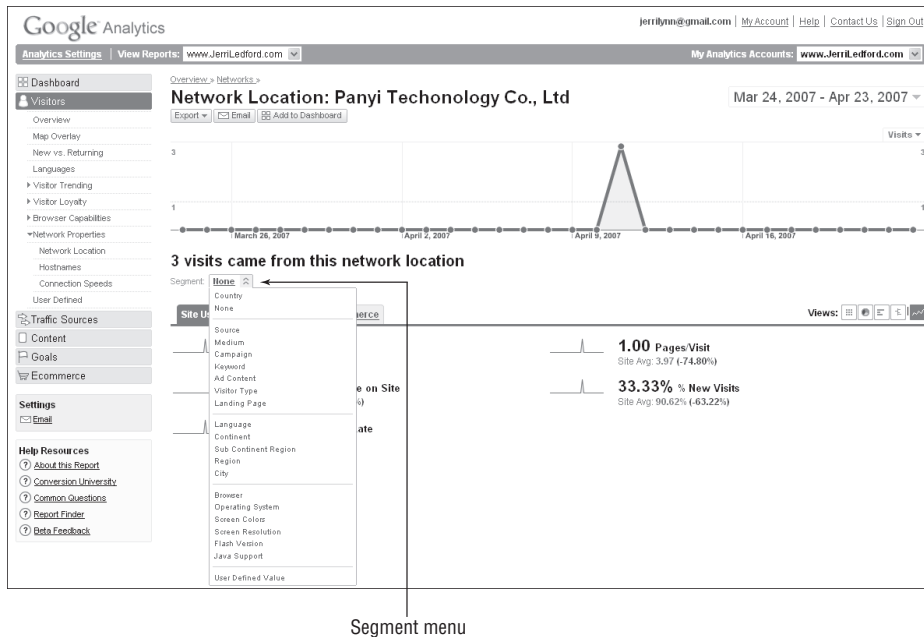 Google Analytics
jerrilynn@gmail.com | My Account | Help | Contact Us | Sign Out
Analytics Settings | View Reports: www.JerriLedford.com
My Analytics Accounts: www.JerriLedford.com
Dashboard
Visitors
Overview
Map Overlay
New vs. Returning
Languages
Visitor Trending
Visitor Loyalty
Browser Capabilities
Network Properties
Network Location
Hostnames
Connection Speeds
User Defined
Traffic Sources
Content
Goals
Ecommerce
Settings
Email
Help Resources
About this Report
Conversion University
Common Questions
Report Finder
Beta Feedback
Overview » Networks »
Network Location: Panyi Techonology Co., Ltd
Mar 24, 2007 - Apr 23, 2007
Export Email Add to Dashboard
Visits
3 3
1 1
March 26, 2007 April 2, 2007 April 9, 2007 April 16, 2007
3 visits came from this network location
Segment: None
Country
None
Source
Medium
Campaign
Keyword
Ad Content
Visitor Type
Landing Page
Language
Continent
Sub Continent Region
Region
City
Browser
Operating System
Screen Colors
Screen Resolution
Flash Version
Java Support
User Defined Value
Site Us
merce
Views:
e on Site
%)
ate
1.00 Pages/Visit
Site Avg: 3.97 (-74.80%)
33.33% % New Visits
Site Avg: 90.62% (-63.22%)
Segment menu